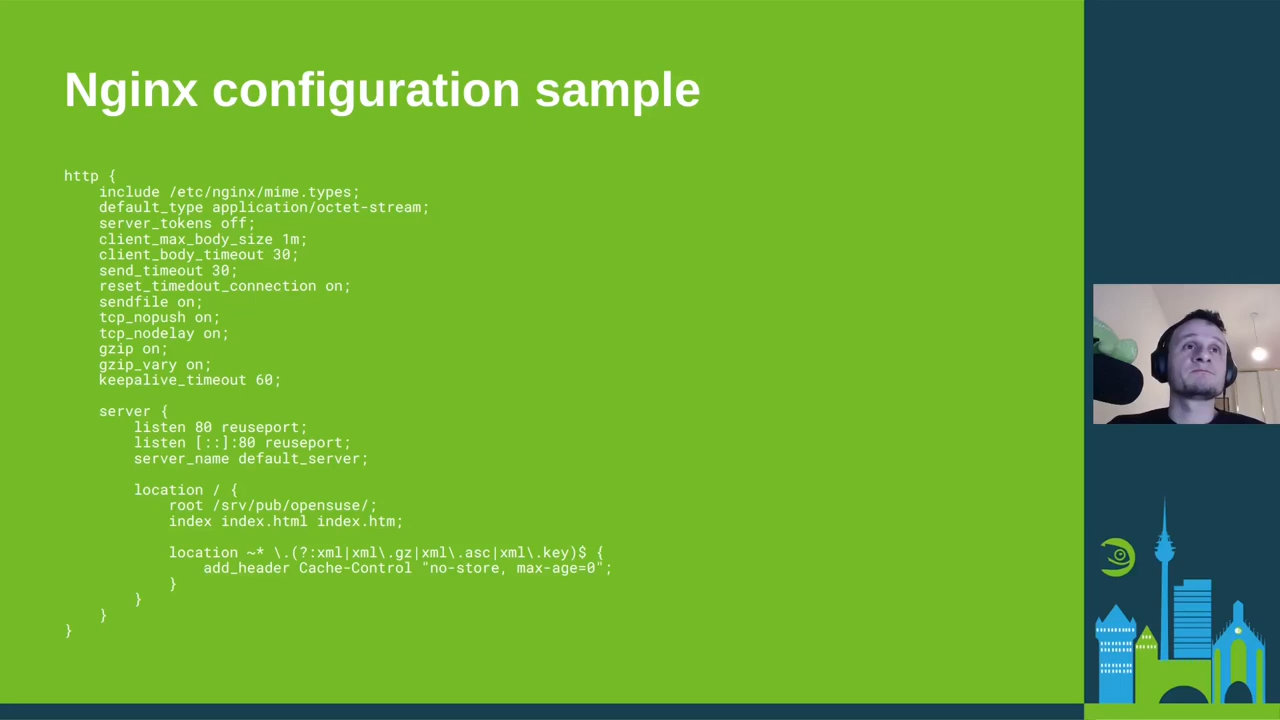 Nginx configuration sample
http {
include /etc/nginx/mime.types;
default_type application/octet-stream;
server_tokens off;
client_max_body_size 1m;
client_body_timeout 30;
send_timeout 30;
reset_timedout_connection on;
sendfile on;
tcp_nopush on;
tcp_nodelay on;
gzip on;
gzip_vary on;
keepalive_timeout 60;
server {
listen 80 reuseport;
listen [::]:80 reuseport;
server_name default_server;
location / {
root /srv/pub/opensuse/;
index index.html index.htm;
location ~* \.(?:xml|xml\.gz|xml\.asc|xml\.key)$ {
add_header Cache-Control "no-store, max-age=0";
}
}
}
}